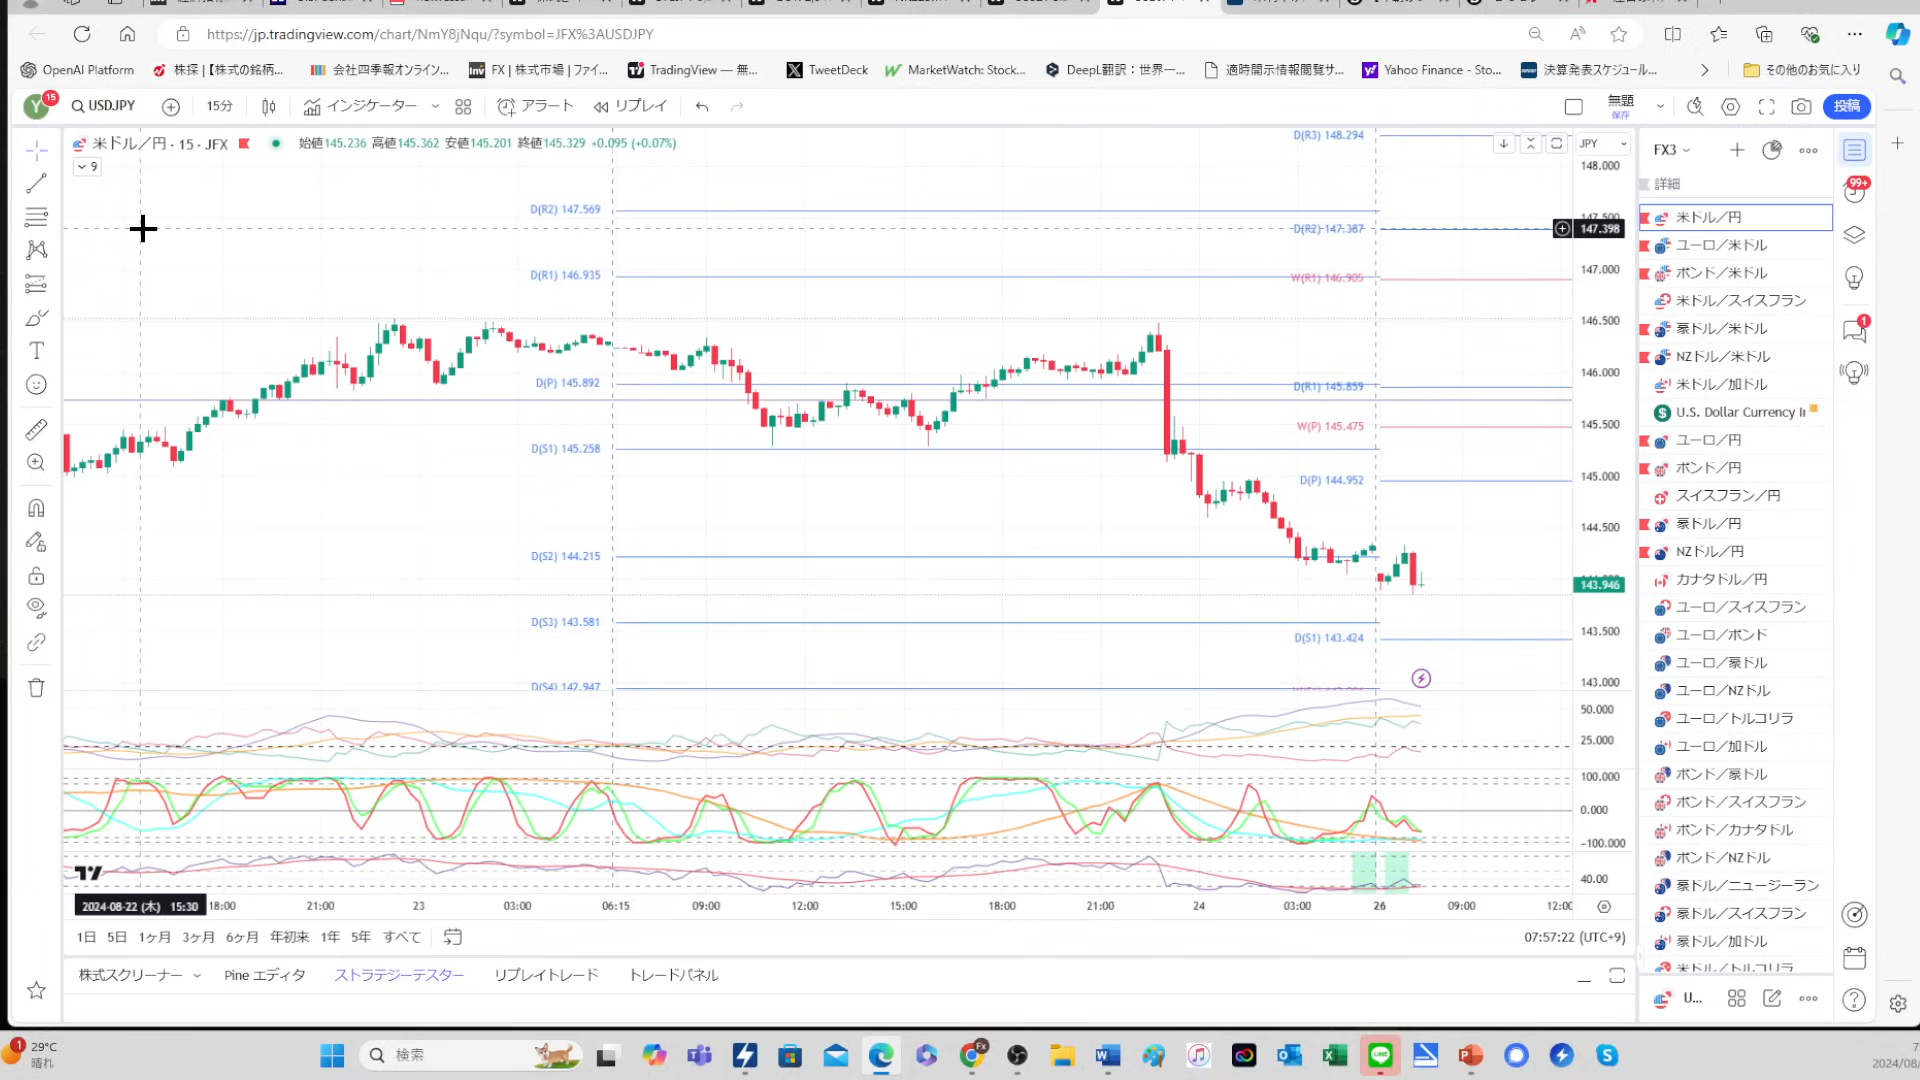 https://jp.tradingview.com/chart/NmY8jNqu/?symbol=JFX%3AUSDJPY
OpenAI Platform
株探 |【株式の銘柄...
会社四季報オンライン...
FX | 株式市場 | ファイ...
TradingView — 無...
TweetDeck
MarketWatch: Stock...
DeepL翻訳：世界一...
適時開示情報閲覧サ...
Yahoo Finance - Sto...
決算発表スケジュール...
その他のお気に入り
Y
15
USDJPY
15分
インジケーター
アラート
リプレイ
無題
保存
投稿
米ドル／円 · 15 · JFX
始値145.236 高値145.362 安値145.201 終値145.329 +0.095 (+0.07%)
9
D(R3) 148.294
D(R2) 147.569
D(R2) 147.387
D(R1) 146.935
W(R1) 146.905
D(P) 145.892
D(R1) 145.859
W(P) 145.475
D(S1) 145.258
D(P) 144.952
D(S2) 144.215
D(S3) 143.581
D(S1) 143.424
D(S4) 142.947
JPY
148.000
147.398
147.000
146.500
146.000
145.500
145.000
144.500
143.946
143.500
143.000
50.000
25.000
100.000
0.000
−100.000
40.00
2024-08-22 (木) 15:30
18:00
21:00
23
03:00
06:15
09:00
12:00
15:00
18:00
21:00
24
03:00
26
09:00
12:00
1日 5日 1ヶ月 3ヶ月 6ヶ月 年初来 1年 5年 すべて
07:57:22 (UTC+9)
株式スクリーナー
Pine エディタ
ストラテジーテスター
リプレイトレード
トレードパネル
FX3
詳細
米ドル／円
ユーロ／米ドル
ポンド／米ドル
米ドル／スイスフラン
豪ドル／米ドル
NZドル／米ドル
米ドル／加ドル
U.S. Dollar Currency Ir
ユーロ／円
ポンド／円
スイスフラン／円
豪ドル／円
NZドル／円
カナダドル／円
ユーロ／スイスフラン
ユーロ／ポンド
ユーロ／豪ドル
ユーロ／NZドル
ユーロ／トルコリラ
ユーロ／加ドル
ポンド／豪ドル
ポンド／スイスフラン
ポンド／カナダドル
ポンド／NZドル
豪ドル／ニュージーラン
豪ドル／スイスフラン
豪ドル／加ドル
米ドル／トルコリラ
U...
99+
1
1
29°C
晴れ
検索
2024/08/